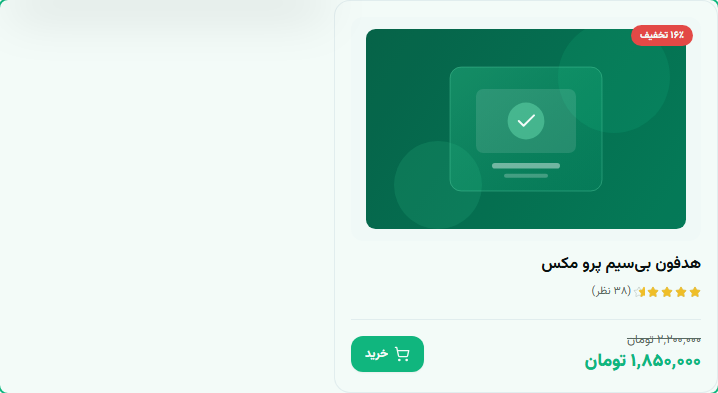 ۱۶٪ تخفیف
هدفون بی‌سیم پرو مکس
(۳۸ نظر)
۲,۲۰۰,۰۰۰ تومان
۱,۸۵۰,۰۰۰ تومان
خرید